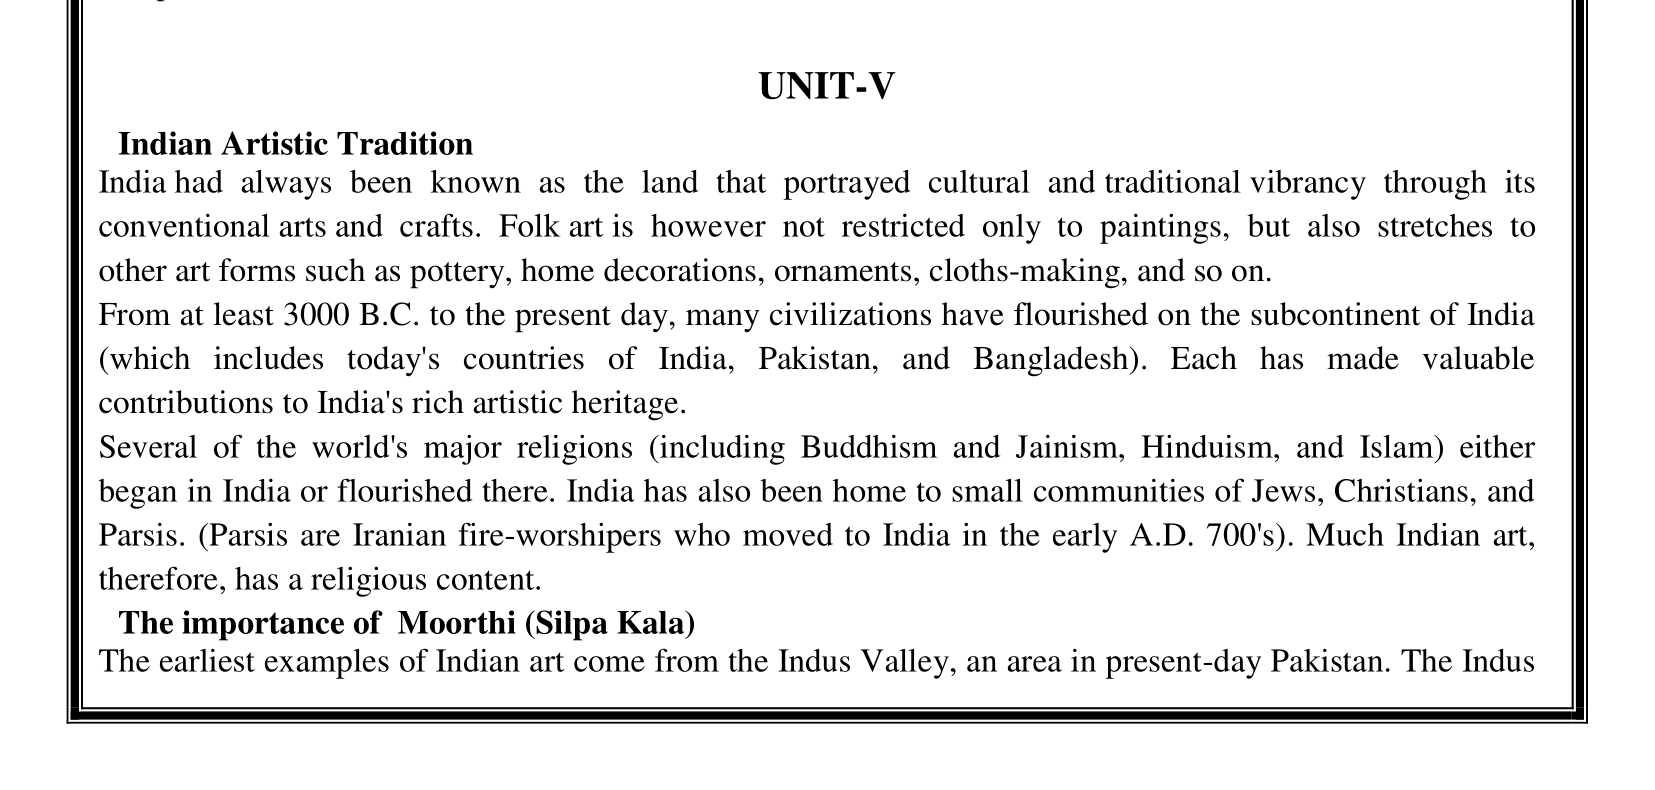 UNIT-V
Indian Artistic Tradition
India had always been known as the land that portrayed cultural and traditional vibrancy through its
conventional arts and crafts. Folk art is however not restricted only to paintings, but also stretches to
other art forms such as pottery, home decorations, ornaments, cloths-making, and so on.
From at least 3000 B.C. to the present day, many civilizations have flourished on the subcontinent of India
(which includes today's countries of India, Pakistan, and Bangladesh). Each has made valuable
contributions to India's rich artistic heritage.
Several of the world's major religions (including Buddhism and Jainism, Hinduism, and Islam) either
began in India or flourished there. India has also been home to small communities of Jews, Christians, and
Parsis. (Parsis are Iranian fire-worshipers who moved to India in the early A.D. 700's). Much Indian art,
therefore, has a religious content.
The importance of Moorthi (Silpa Kala)
The earliest examples of Indian art come from the Indus Valley, an area in present-day Pakistan. The Indus